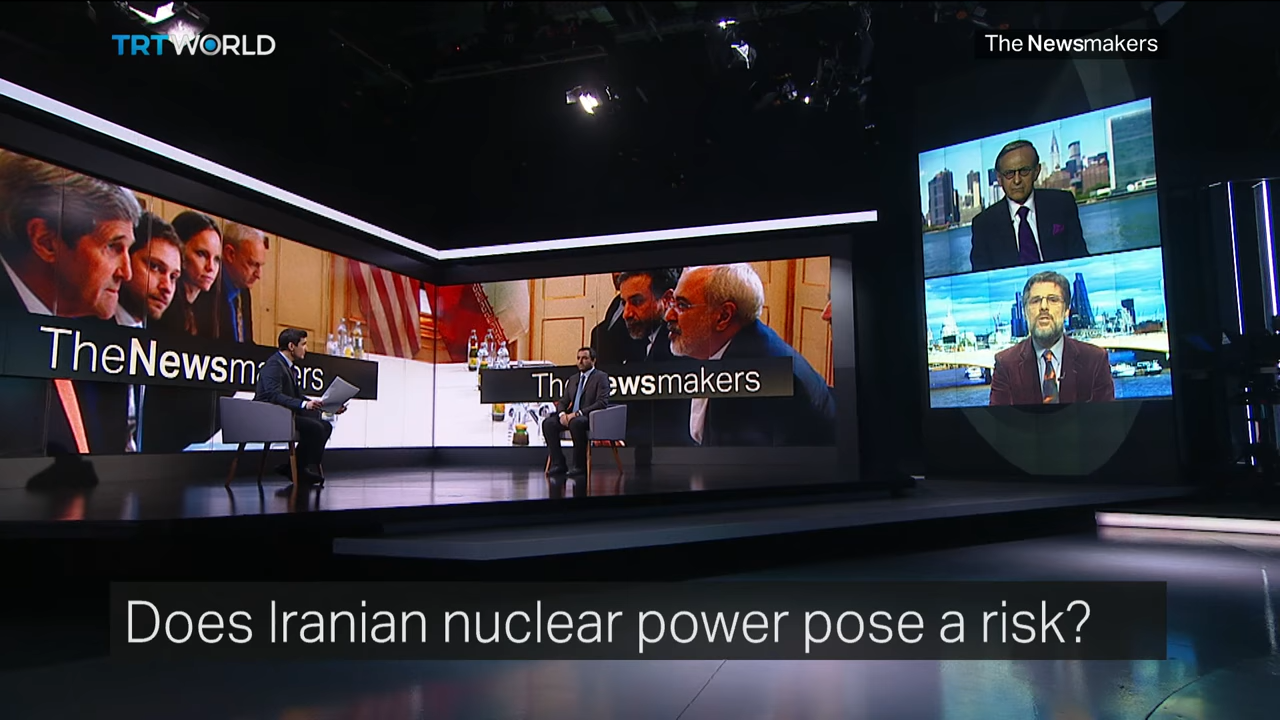 TRTWORLD
The Newsmakers
TheNewsmakers
TheNewsmakers
Does Iranian nuclear power pose a risk?